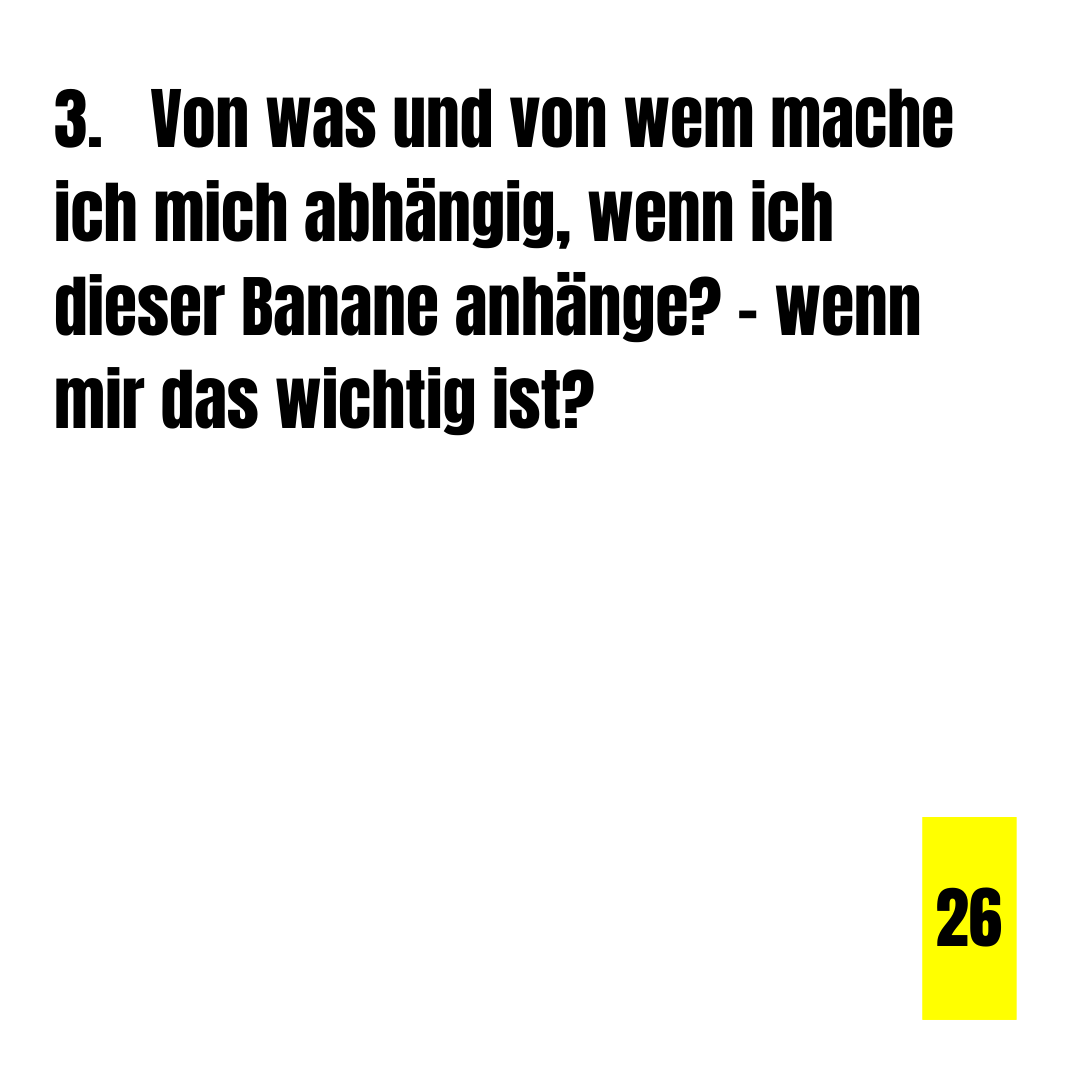 3. Von was und von wem mache
ich mich abhängig, wenn ich
dieser Banane anhänge? - wenn
mir das wichtig ist?
26